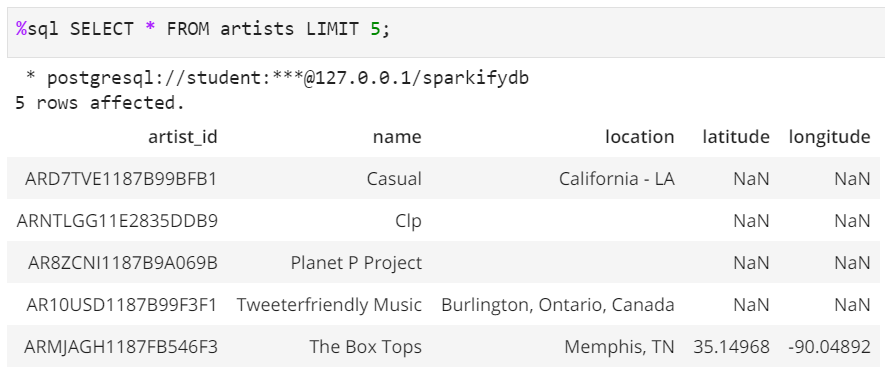 %sql SELECT * FROM artists LIMIT 5;
* postgresql://student:***@127.0.0.1/sparkifydb
5 rows affected.
artist_id name location latitude longitude
ARD7TVE1187B99BFB1 Casual California - LA NaN NaN
ARNTLGG11E2835DDB9 Clp NaN NaN
AR8ZCNI1187B9A069B Planet P Project NaN NaN
AR10USD1187B99F3F1 Tweeterfriendly Music Burlington, Ontario, Canada NaN NaN
ARMJAGH1187FB546F3 The Box Tops Memphis, TN 35.14968 -90.04892